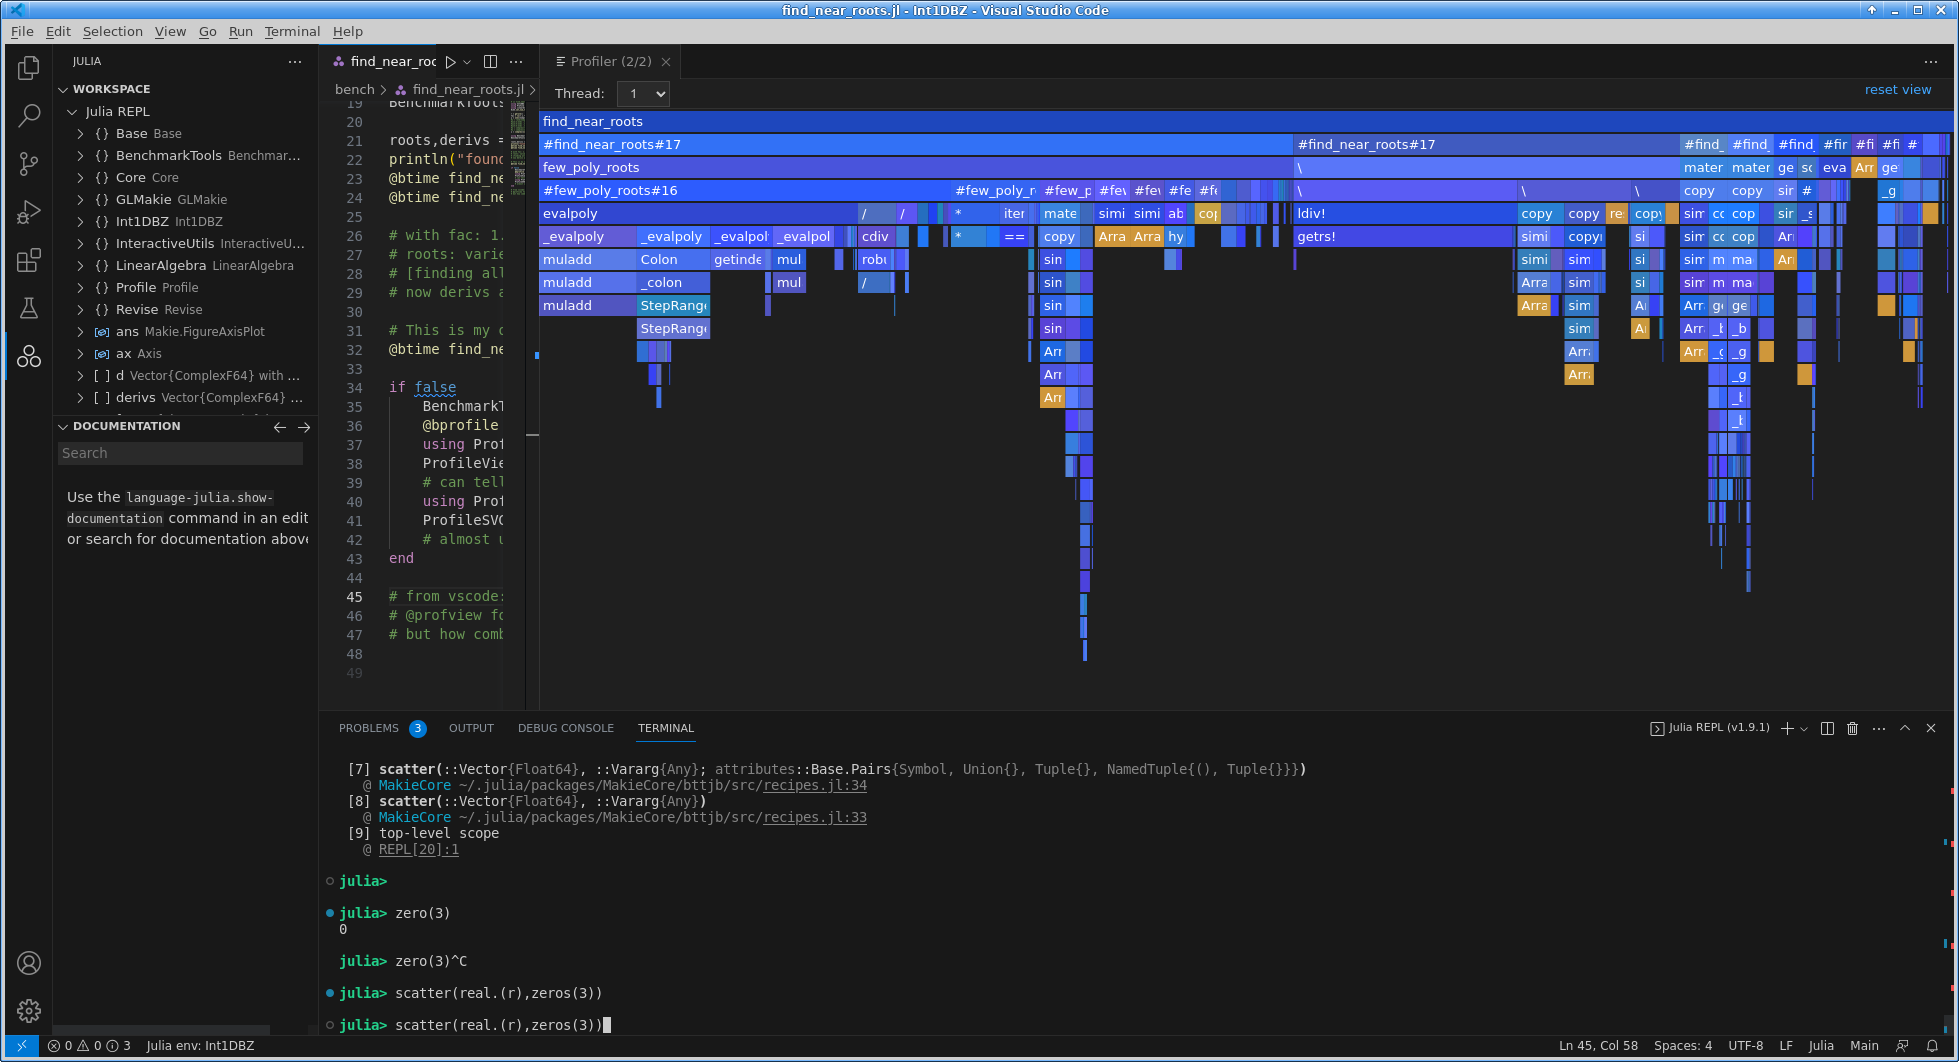 find_near_roots.jl - Int1DBZ - Visual Studio Code
File Edit Selection View Go Run Terminal Help
JULIA
WORKSPACE
Julia REPL
{} Base Base
{} BenchmarkTools Benchmar...
{} Core Core
{} GLMakie GLMakie
{} Int1DBZ Int1DBZ
{} InteractiveUtils InteractiveU...
{} LinearAlgebra LinearAlgebra
{} Profile Profile
{} Revise Revise
ans Makie.FigureAxisPlot
ax Axis
[ ] d Vector{ComplexF64} with ...
[ ] derivs Vector{ComplexF64} ...
DOCUMENTATION
Search
Use the language-julia.show-
documentation command in an edit
or search for documentation above
find_near_roo
bench > find_near_roots.jl >
19 BenchmarkTools
20
21 roots,derivs =
22 println("foun
23 @btime find_ne
24 @btime find_ne
25
26 # with fac: 1.
27 # roots: varie
28 # [finding all
29 # now derivs a
30
31 # This is my
32 @btime find_ne
33
34 if false
35 BenchmarkT
36 @bprofile
37 using Prof
38 ProfileVie
39 # can tell
40 using Prof
41 ProfileSVG
42 # almost u
43 end
44
45 # from vscode:
46 # @profview fo
47 # but how comb
48
49
Profiler (2/2)
Thread: 1
reset view
find_near_roots
#find_near_roots#17 #find_near_roots#17 #find_ #find_ #find_ #fir #fi #fi #
few_poly_roots \ mater mater ge sc eva Arr ge
#few_poly_roots#16 #few_poly_r #few_p #few #few #fe #fe \ \ \ copy copy sir # _g
evalpoly / / * iter mate simi simi ab cop ldiv! copy copy re copy sim cc cop sir _s
_evalpoly _evalpoly _evalpol _evalpol cdiv * == copy Arra Arra hy getrs! simi copy si sim cc cop Ar
muladd Colon getinde mul robu sin simi sim si sim m ma Ar
muladd _colon mul / sin Arra sim si sim m ma
muladd StepRange sin Arra sim A Arr ge ge
StepRange sin sim A Arr _b _b
Arr Arra Arr _g _g
Arr Arr _g
Arr _b
_b
PROBLEMS 3 OUTPUT DEBUG CONSOLE TERMINAL
Julia REPL (v1.9.1)
[7] scatter(::Vector{Float64}, ::Vararg{Any}; attributes::Base.Pairs{Symbol, Union{}, Tuple{}, NamedTuple{(), Tuple{}}})
@ MakieCore ~/.julia/packages/MakieCore/bttjb/src/recipes.jl:34
[8] scatter(::Vector{Float64}, ::Vararg{Any})
@ MakieCore ~/.julia/packages/MakieCore/bttjb/src/recipes.jl:33
[9] top-level scope
@ REPL[20]:1
julia>
julia> zero(3)
0
julia> zero(3)^C
julia> scatter(real.(r),zeros(3))
julia> scatter(real.(r),zeros(3))
0 0 3 Julia env: Int1DBZ
Ln 45, Col 58 Spaces: 4 UTF-8 LF Julia Main